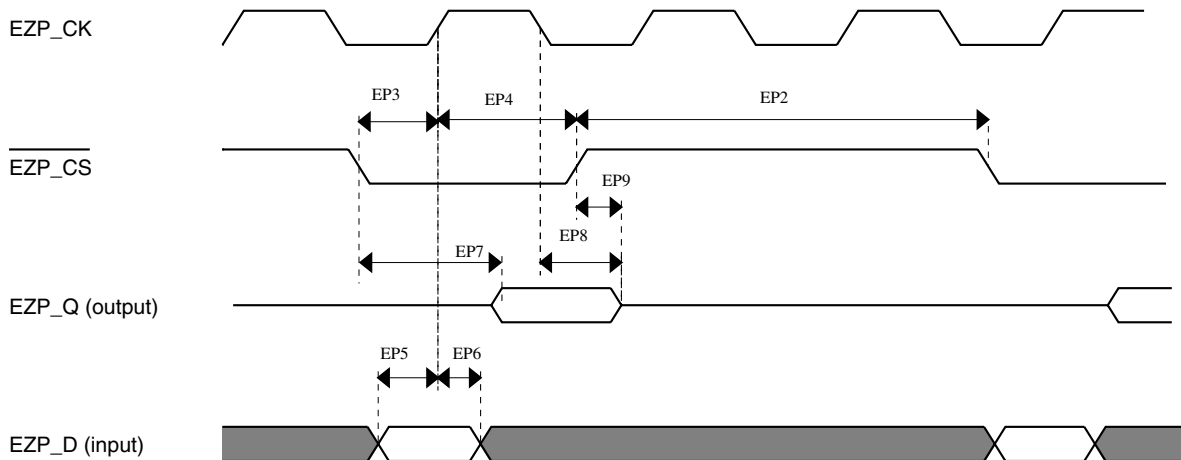 EZP_CK
EP3
EP4
EP2
EZP_CS
EP9
EP8
EP7
EZP_Q (output)
EP5
EP6
EZP_D (input)